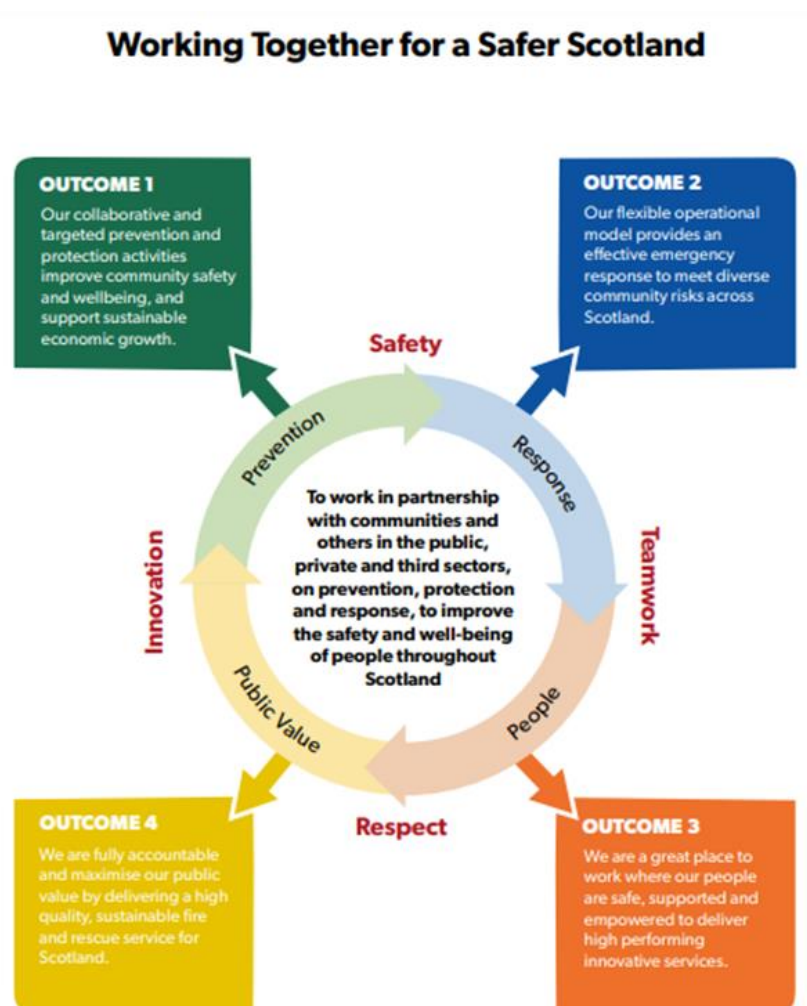 Working Together for a Safer Scotland
OUTCOME 1
Our collaborative and
targeted prevention and
protection activities
improve community safety
and wellbeing, and
support sustainable
economic growth.
OUTCOME 2
Our flexible operational
model provides an
effective emergency
response to meet diverse
community risks across
Scotland.
Safety
Prevention
Response
Innovation
To work in partnership
with communities and
others in the public,
private and third sectors,
on prevention, protection
and response, to improve
the safety and well-being
of people throughout
Scotland
Teamwork
Public Value
People
Respect
OUTCOME 4
We are fully accountable
and maximise our public
value by delivering a high
quality, sustainable fire
and rescue service for
Scotland.
OUTCOME 3
We are a great place to
work where our people
are safe, supported and
empowered to deliver
high performing
innovative services.